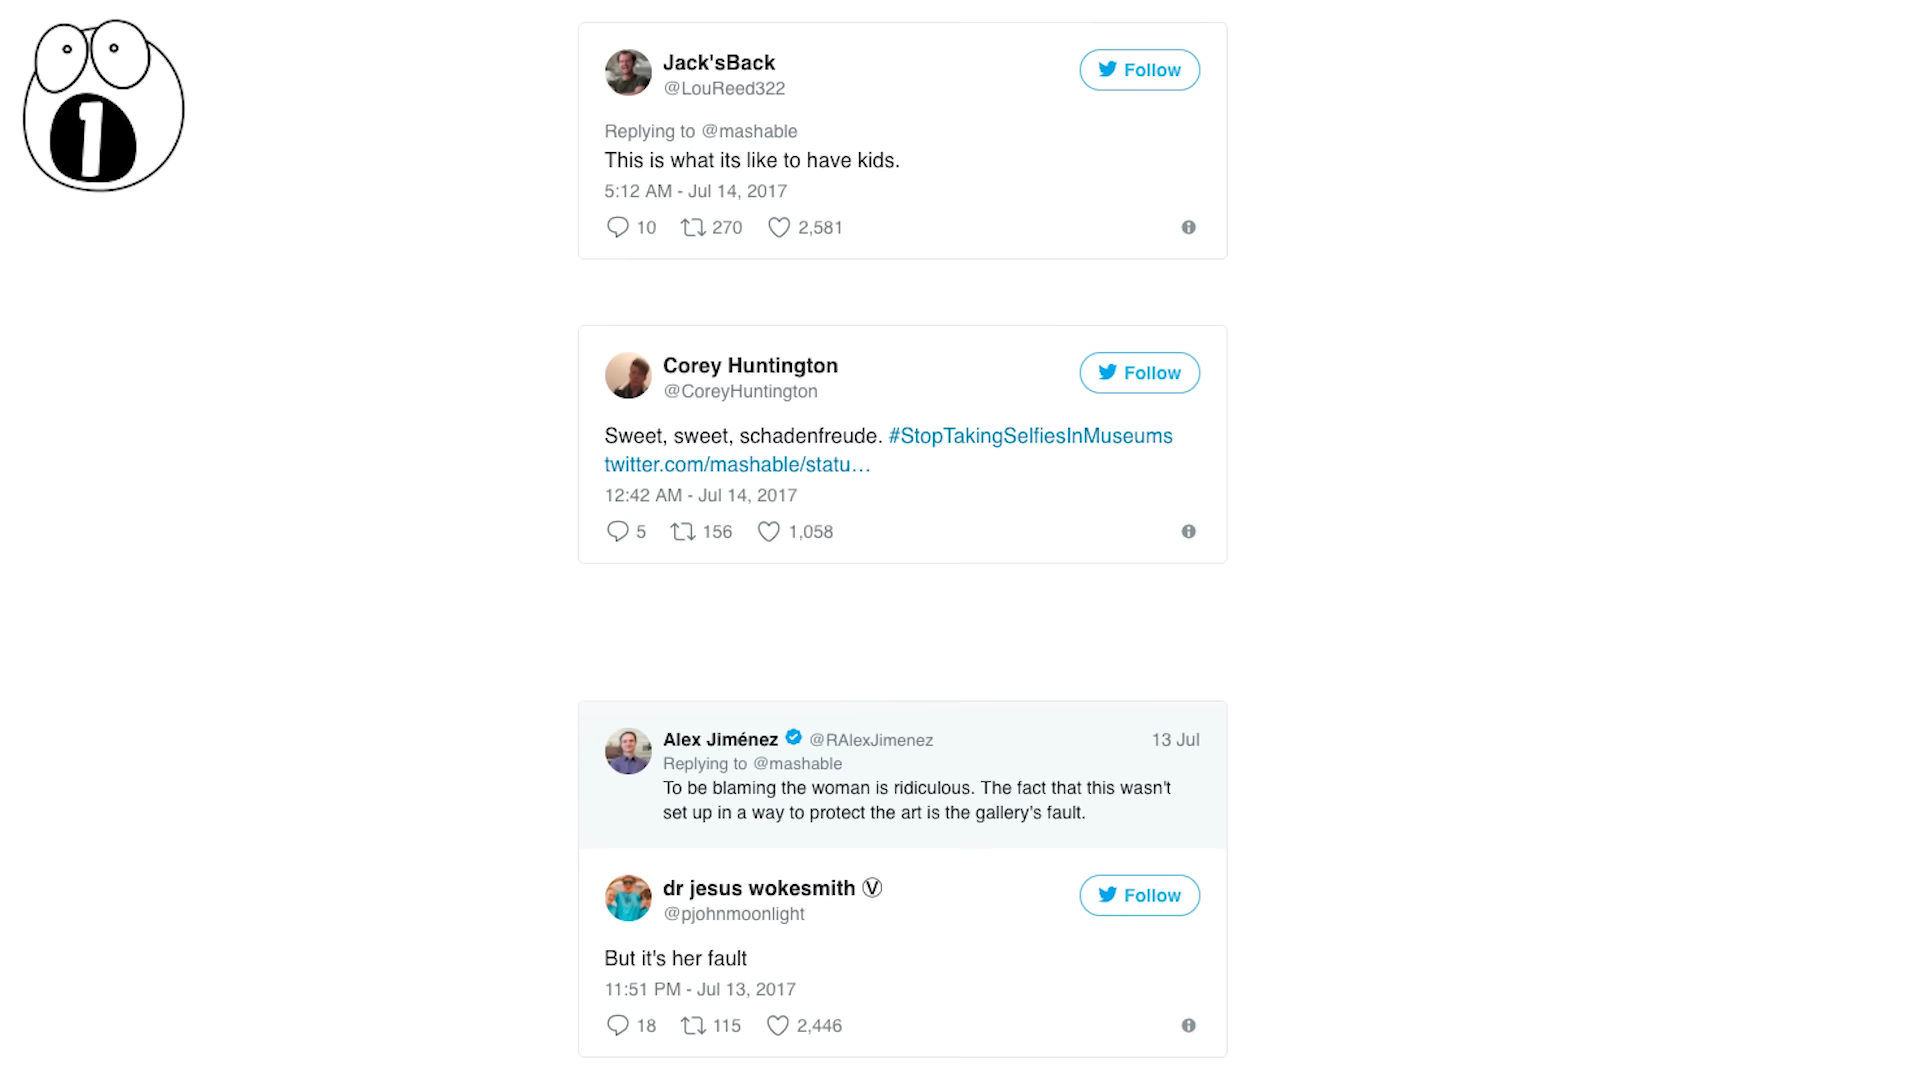 1
Jack'sBack
@LouReed322
Follow
Replying to @mashable
This is what its like to have kids.
5:12 AM - Jul 14, 2017
10 270 2,581
Corey Huntington
@CoreyHuntington
Follow
Sweet, sweet, schadenfreude. #StopTakingSelfiesInMuseums
twitter.com/mashable/statu…
12:42 AM - Jul 14, 2017
5 156 1,058
Alex Jiménez @RAlexJimenez 13 Jul
Replying to @mashable
To be blaming the woman is ridiculous. The fact that this wasn't
set up in a way to protect the art is the gallery's fault.
dr jesus wokesmith Ⓥ
@pjohnmoonlight
Follow
But it's her fault
11:51 PM - Jul 13, 2017
18 115 2,446